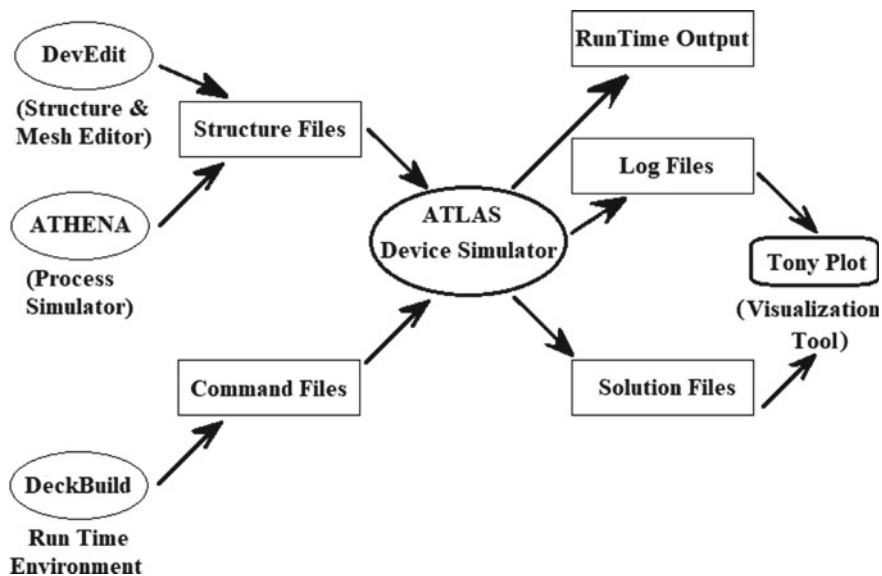 DevEdit
(Structure &
Mesh Editor)
ATHENA
(Process
Simulator)
Structure Files
Command Files
DeckBuild
Run Time
Environment
ATLAS
Device Simulator
RunTime Output
Log Files
Solution Files
Tony Plot
(Visualization
Tool)